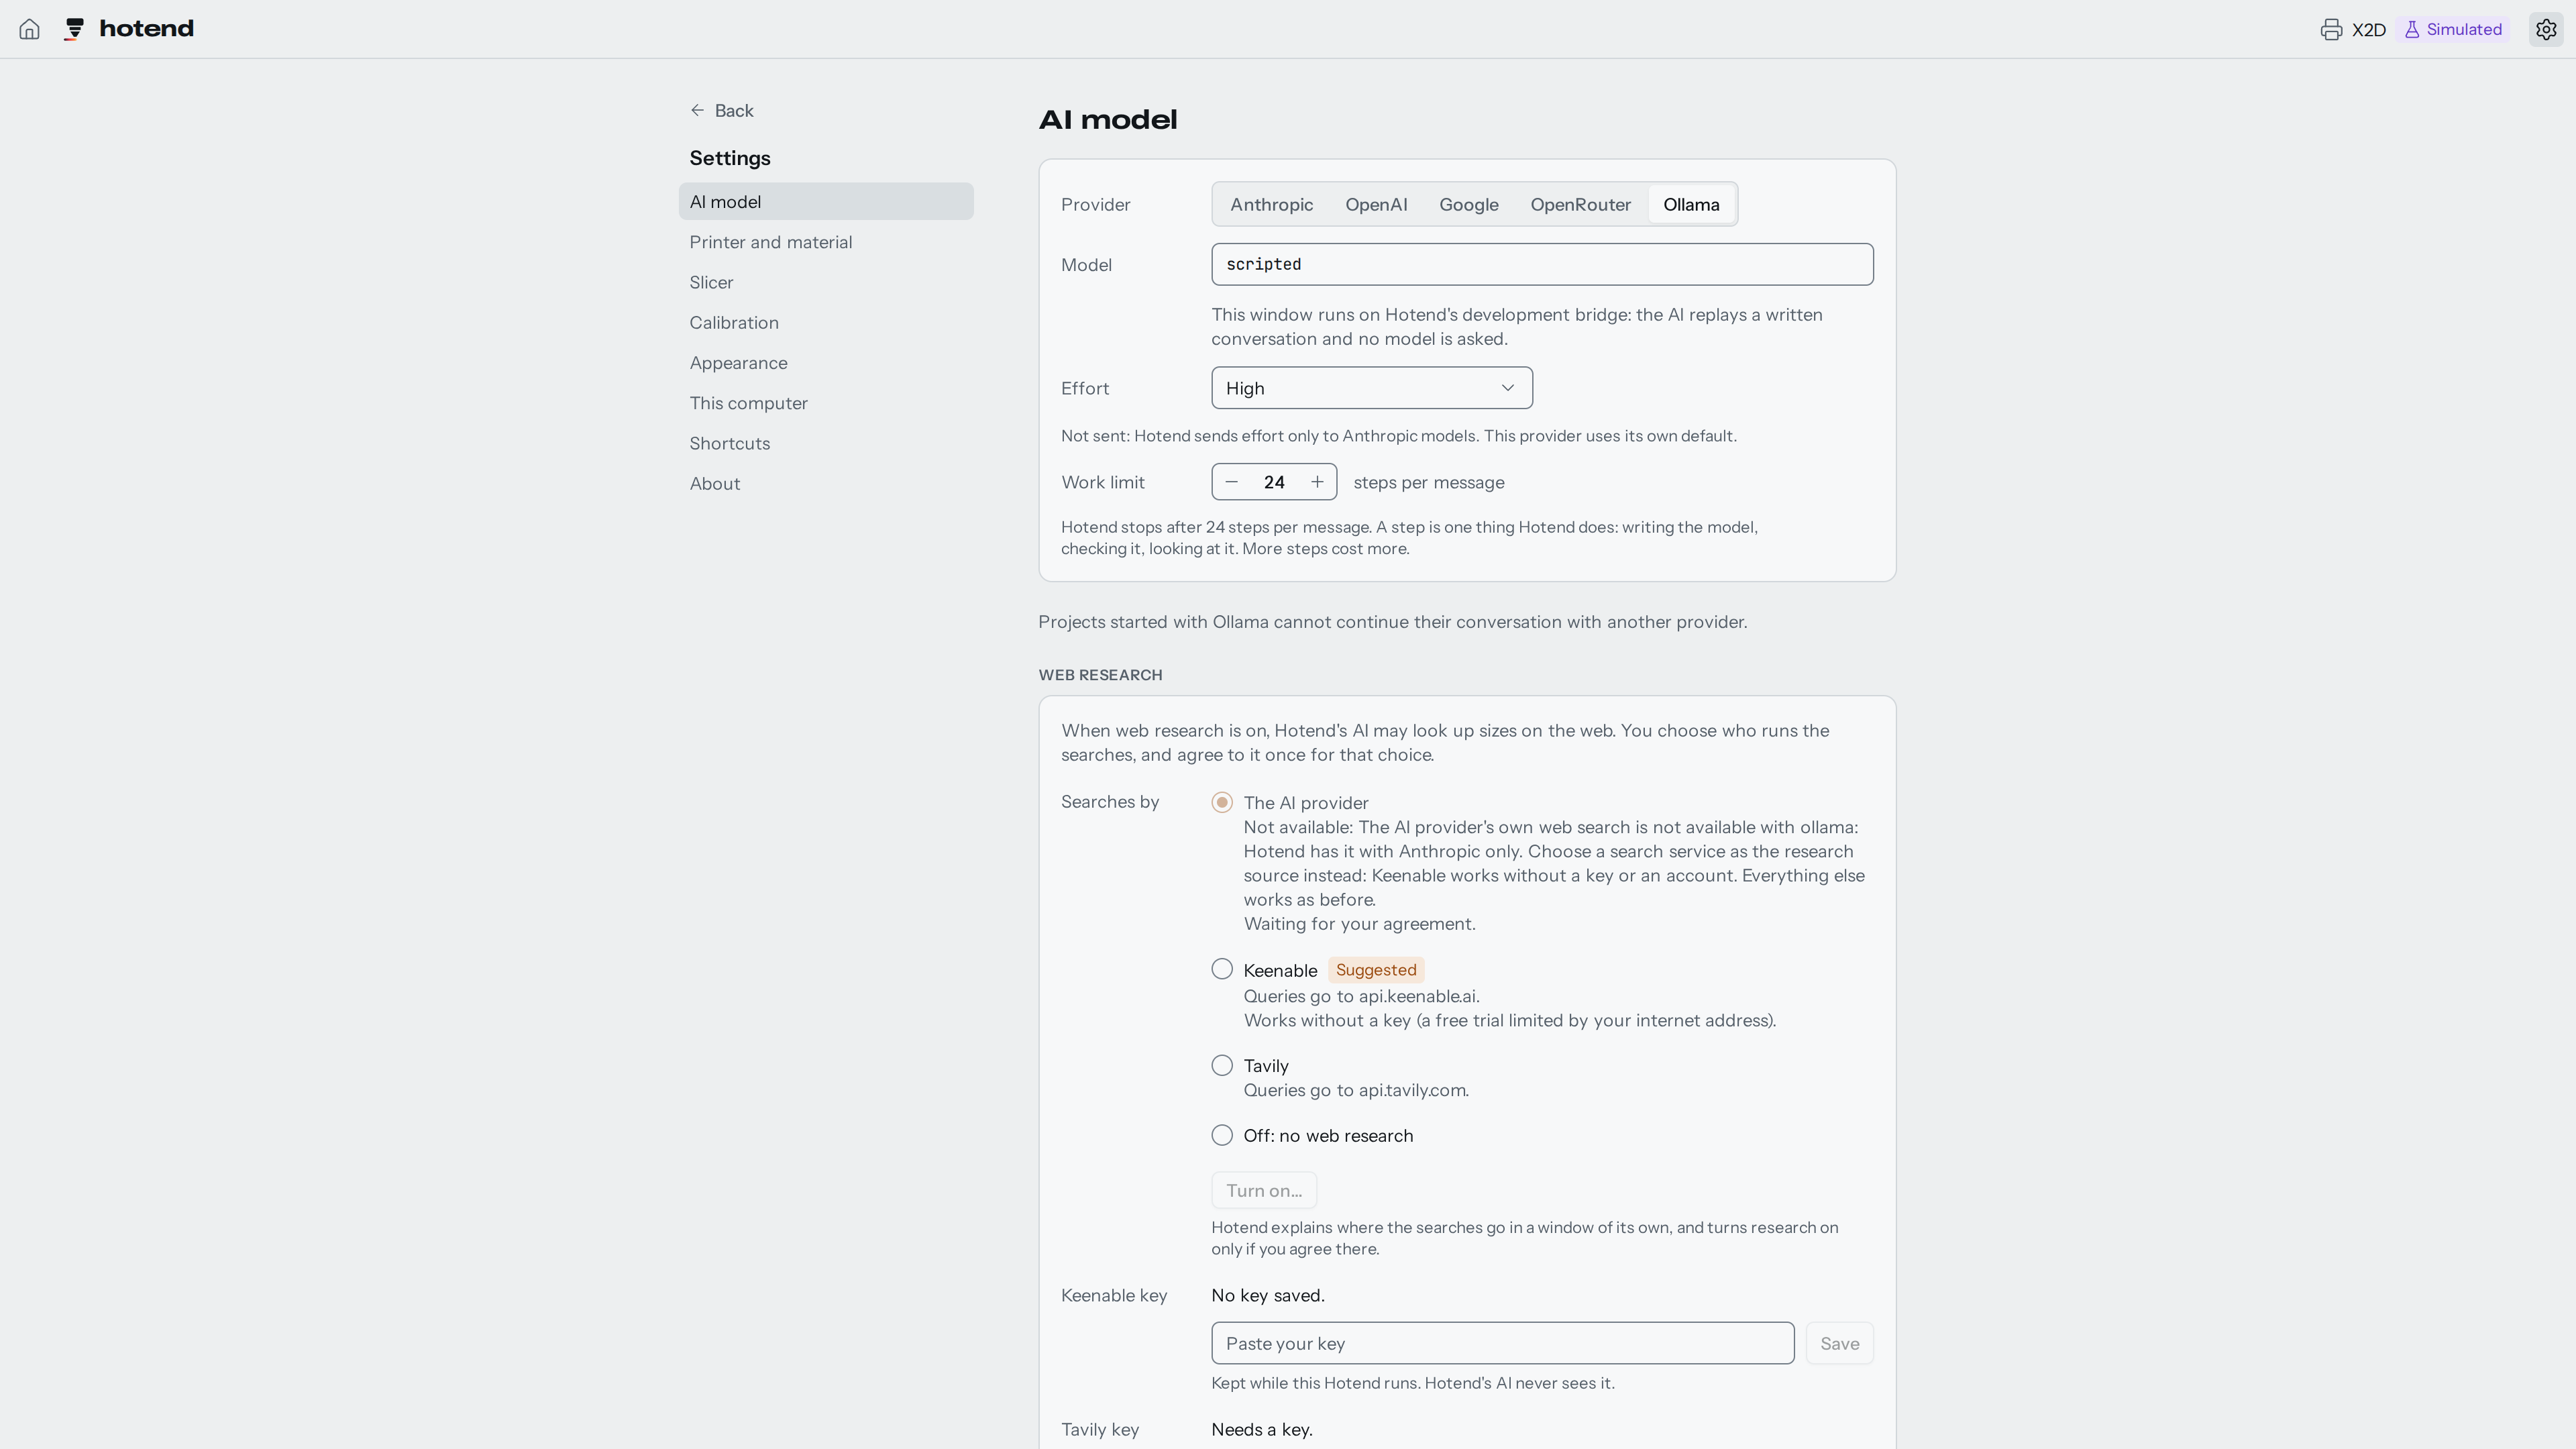 hotend
X2D
Simulated
Back
Settings
AI model
Printer and material
Slicer
Calibration
Appearance
This computer
Shortcuts
About
AI model
Provider
Anthropic
OpenAI
Google
OpenRouter
Ollama
Model
scripted
This window runs on Hotend's development bridge: the AI replays a written
conversation and no model is asked.
Effort
High
Not sent: Hotend sends effort only to Anthropic models. This provider uses its own default.
Work limit
24
steps per message
Hotend stops after 24 steps per message. A step is one thing Hotend does: writing the model,
checking it, looking at it. More steps cost more.
Projects started with Ollama cannot continue their conversation with another provider.
WEB RESEARCH
When web research is on, Hotend's AI may look up sizes on the web. You choose who runs the
searches, and agree to it once for that choice.
Searches by
The AI provider
Not available: The AI provider's own web search is not available with ollama:
Hotend has it with Anthropic only. Choose a search service as the research
source instead: Keenable works without a key or an account. Everything else
works as before.
Waiting for your agreement.
Keenable
Suggested
Queries go to api.keenable.ai.
Works without a key (a free trial limited by your internet address).
Tavily
Queries go to api.tavily.com.
Off: no web research
Turn on...
Hotend explains where the searches go in a window of its own, and turns research on
only if you agree there.
Keenable key
No key saved.
Paste your key
Save
Kept while this Hotend runs. Hotend's AI never sees it.
Tavily key
Needs a key.